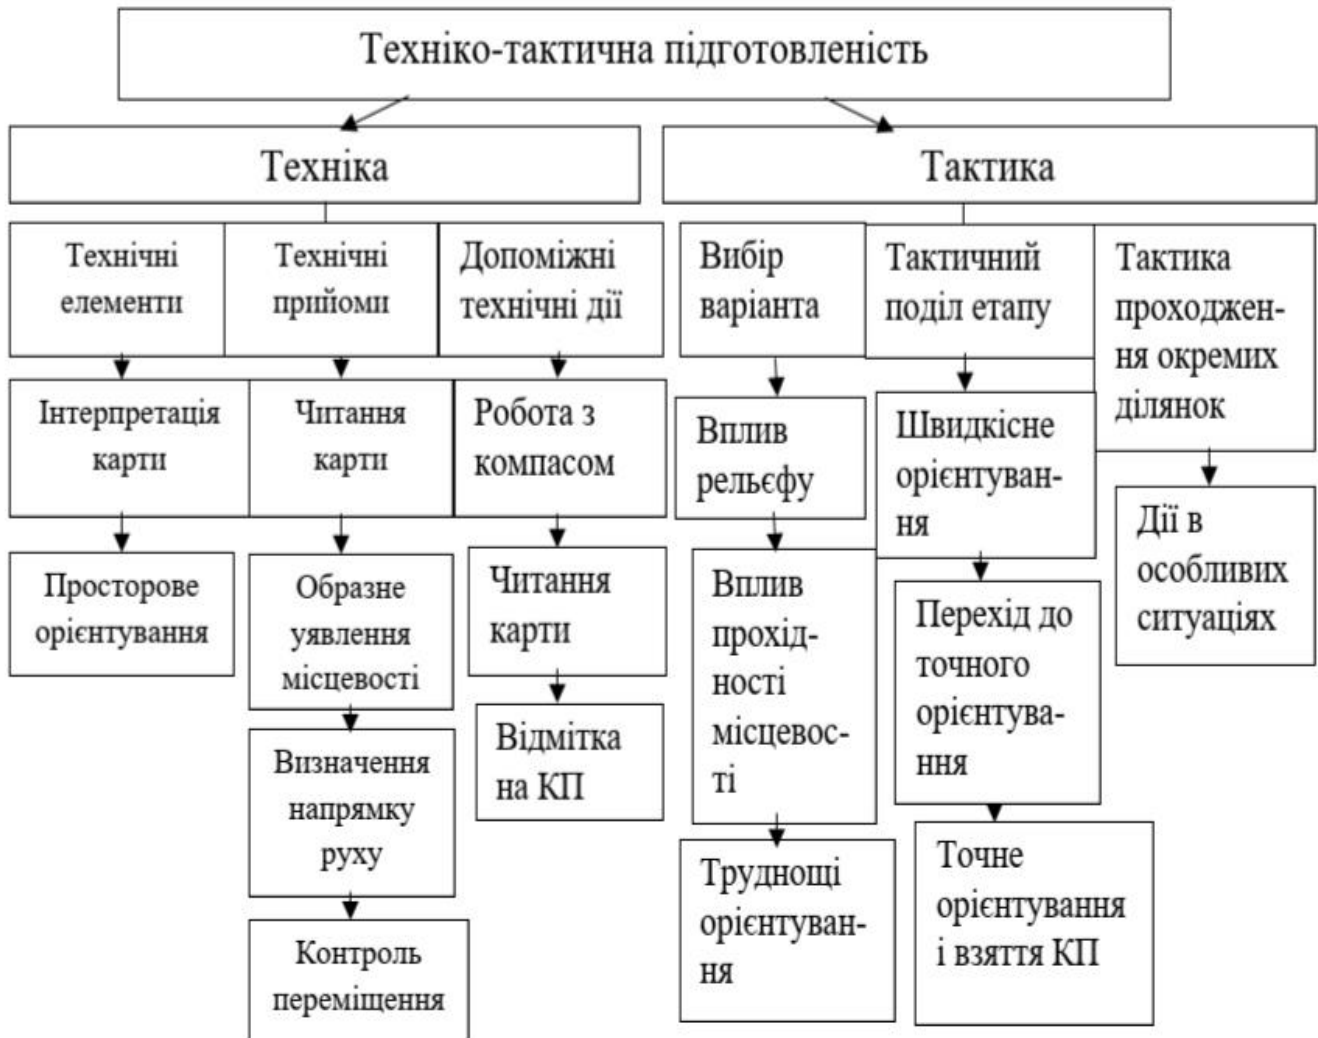 Техніко-тактична підготовленість
Техніка
Тактика
Технічні
елементи
Технічні
прийоми
Допоміжні
технічні дії
Вибір
варіанта
Тактичний
поділ етапу
Тактика
проходжен-
ня окремих
ділянок
Інтерпретація
карти
Читання
карти
Робота з
компасом
Вплив
рельєфу
Швидкісне
орієнтуван-
ня
Дії в
особливих
ситуаціях
Просторове
орієнтування
Образне
уявлення
місцевості
Читання
карти
Вплив
прохід-
ності
місцевос-
ті
Перехід до
точного
орієнтува-
ння
Визначення
напрямку
руху
Відмітка
на КП
Труднощі
орієнтуван-
ня
Точне
орієнтування
і взяття КП
Контроль
переміщення